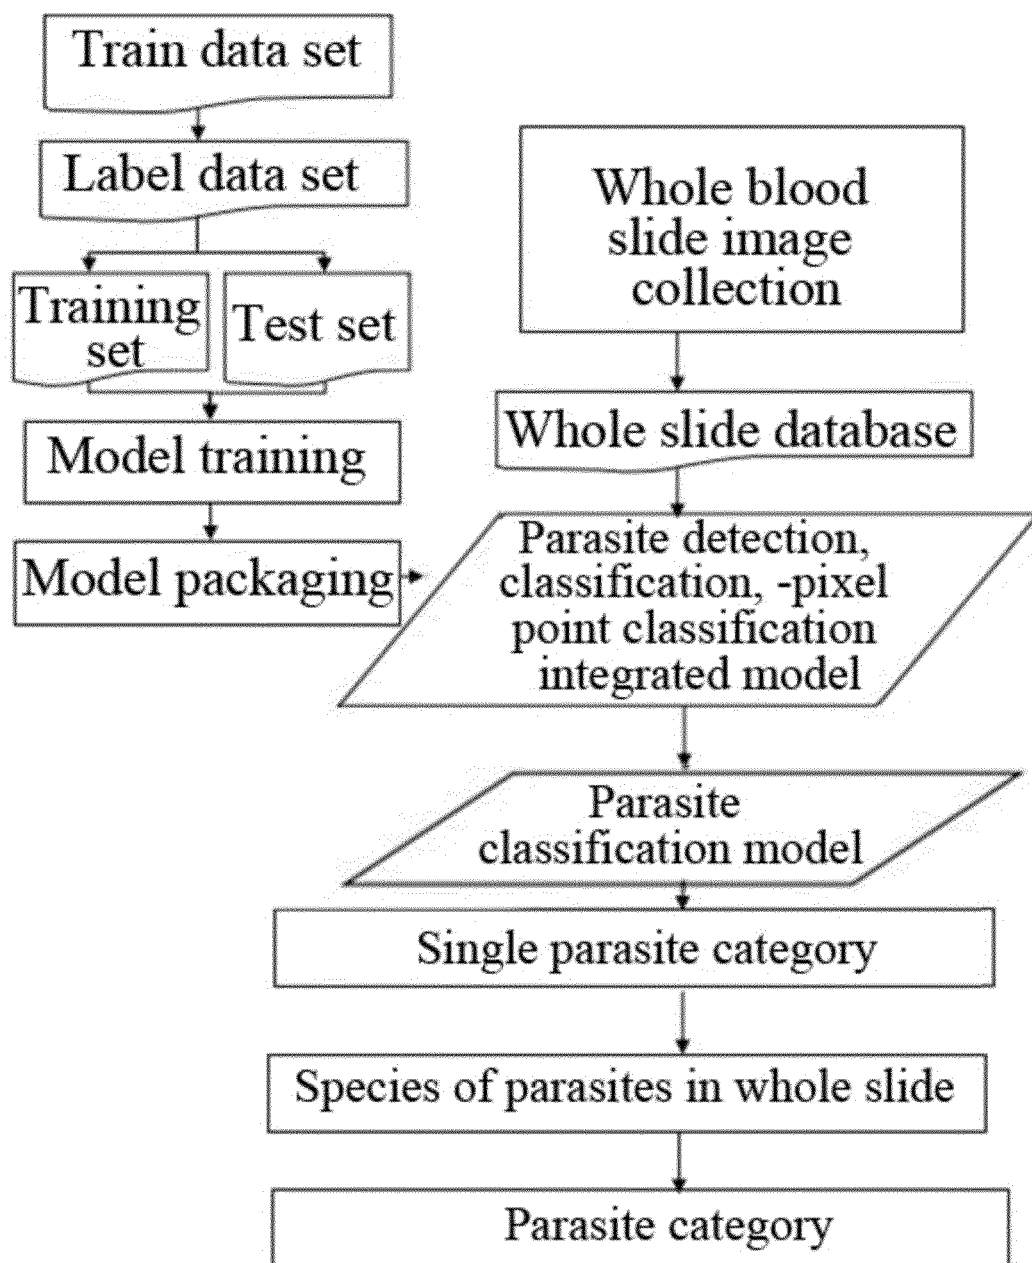 Train data set
Label data set
Training
set
Test set
Model training
Model packaging
Whole blood
slide image
collection
Whole slide database
Parasite detection,
classification, -pixel
point classification
integrated model
Parasite
classification model
Single parasite category
Species of parasites in whole slide
Parasite category